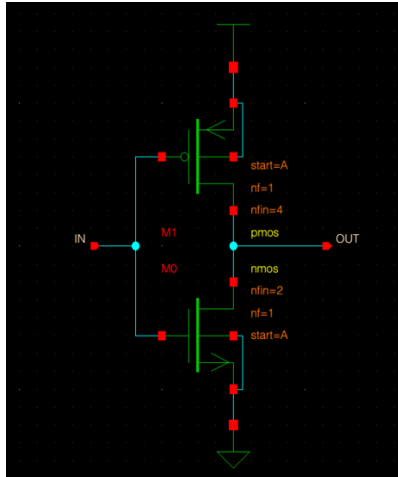 start=A
nf=1
nfin=4
M1
pmos
IN
OUT
M0
nmos
nfin=2
nf=1
start=A